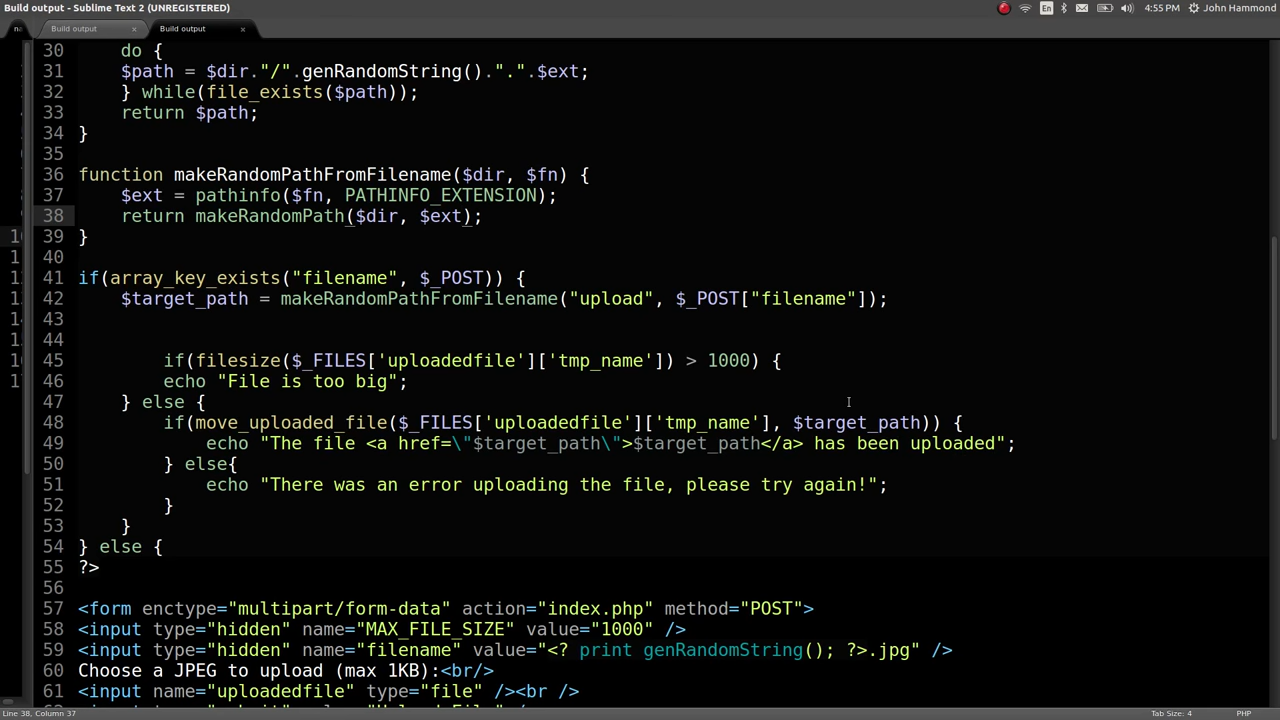 Build output - Sublime Text 2 (UNREGISTERED)
En
4:55 PM
John Hammond
na
Build output
Build output
30 do {
31 $path = $dir."/".genRandomString().".".$ext;
32 } while(file_exists($path));
33 return $path;
34 }
35
36 function makeRandomPathFromFilename($dir, $fn) {
37 $ext = pathinfo($fn, PATHINFO_EXTENSION);
38 return makeRandomPath($dir, $ext);
39 }
40
41 if(array_key_exists("filename", $_POST)) {
42 $target_path = makeRandomPathFromFilename("upload", $_POST["filename"]);
43
44
45 if(filesize($_FILES['uploadedfile']['tmp_name']) > 1000) {
46 echo "File is too big";
47 } else {
48 if(move_uploaded_file($_FILES['uploadedfile']['tmp_name'], $target_path)) {
49 echo "The file <a href=\"$target_path\">$target_path</a> has been uploaded";
50 } else{
51 echo "There was an error uploading the file, please try again!";
52 }
53 }
54 } else {
55 ?>
56
57 <form enctype="multipart/form-data" action="index.php" method="POST">
58 <input type="hidden" name="MAX_FILE_SIZE" value="1000" />
59 <input type="hidden" name="filename" value="<? print genRandomString(); ?>.jpg" />
60 Choose a JPEG to upload (max 1KB):<br/>
61 <input name="uploadedfile" type="file" /><br />
Line 38, Column 37
Tab Size: 4
PHP